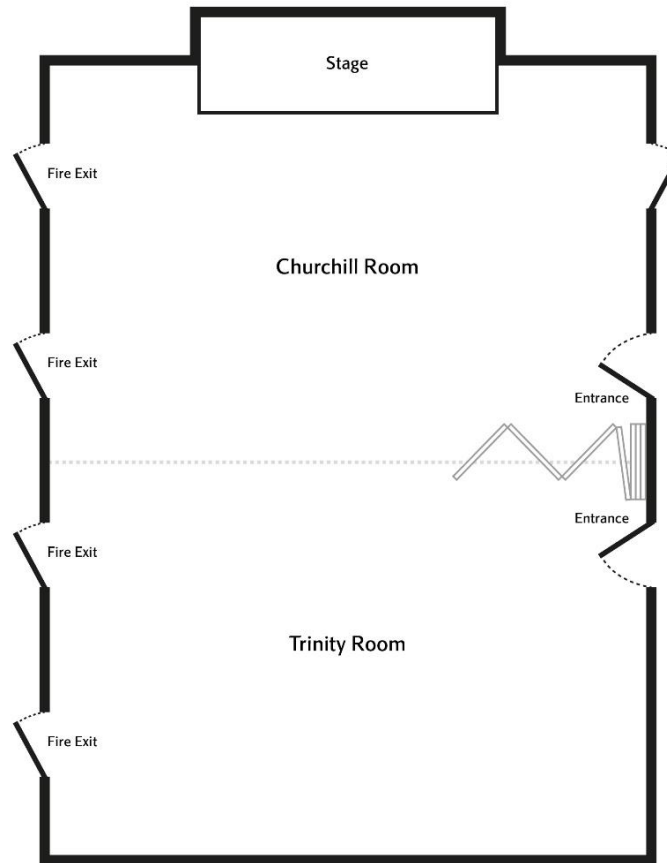 Stage
Fire Exit
Churchill Room
Fire Exit
Entrance
Entrance
Fire Exit
Trinity Room
Fire Exit